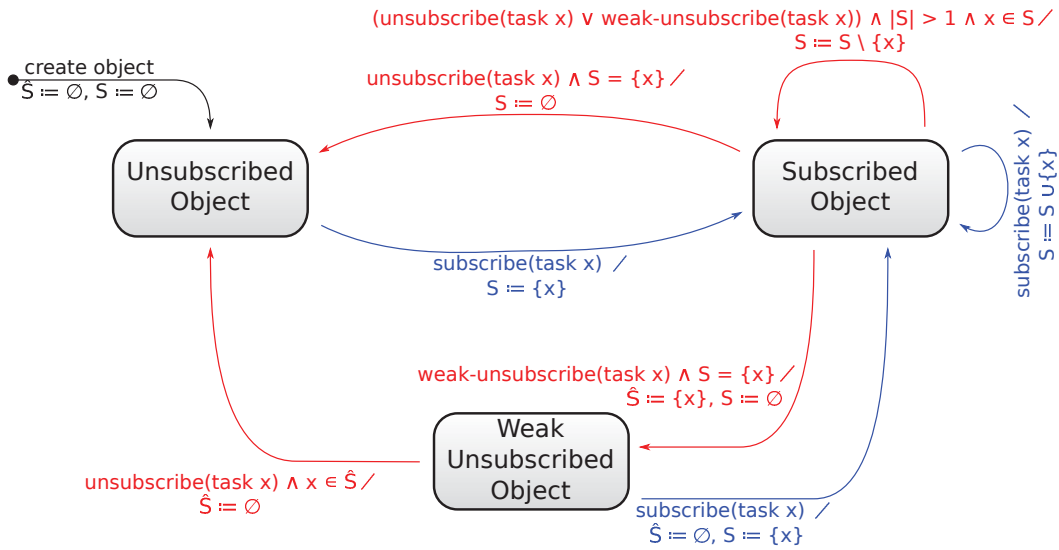 (unsubscribe(task x) ∨ weak-unsubscribe(task x)) ∧ |S| > 1 ∧ x ∈ S ⁄
S ≔ S \ {x}
create object
Ŝ ≔ ∅, S ≔ ∅
unsubscribe(task x) ∧ S = {x} ⁄
S ≔ ∅
Unsubscribed
Object
Subscribed
Object
subscribe(task x) ⁄
S ≔ S ∪{x}
subscribe(task x) ⁄
S ≔ {x}
weak-unsubscribe(task x) ∧ S = {x} ⁄
Ŝ ≔ {x}, S ≔ ∅
Weak
Unsubscribed
Object
unsubscribe(task x) ∧ x ∈ Ŝ ⁄
Ŝ ≔ ∅
subscribe(task x) ⁄
Ŝ ≔ ∅, S ≔ {x}